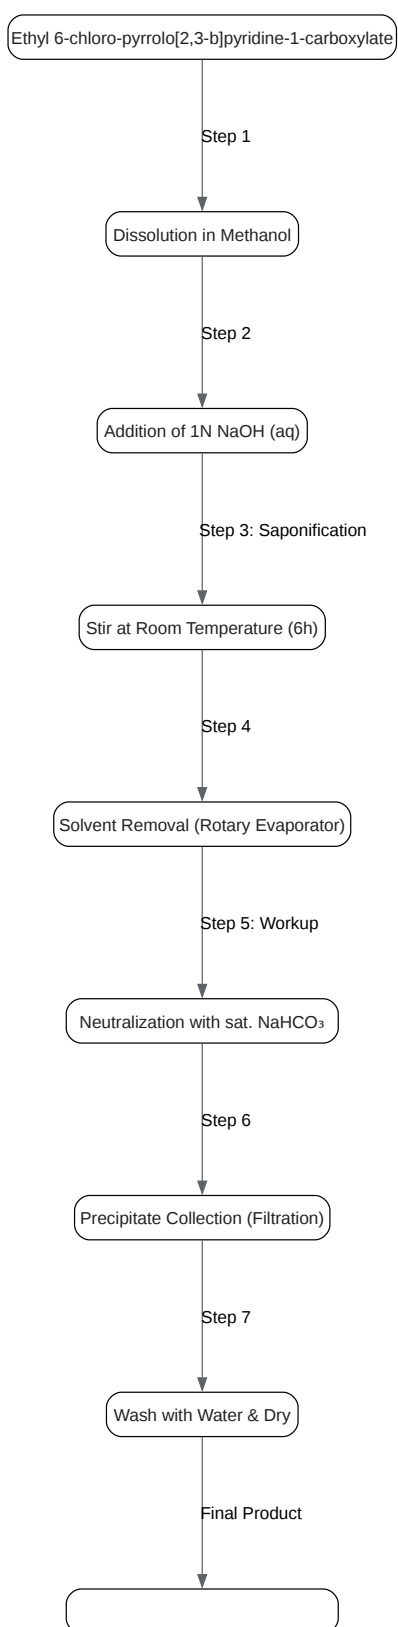 Ethyl 6-chloro-pyrrolo[2,3-b]pyridine-1-carboxylate
Step 1
Dissolution in Methanol
Step 2
Addition of 1N NaOH (aq)
Step 3: Saponification
Stir at Room Temperature (6h)
Step 4
Solvent Removal (Rotary Evaporator)
Step 5: Workup
Neutralization with sat. NaHCO₃
Step 6
Precipitate Collection (Filtration)
Step 7
Wash with Water & Dry
Final Product